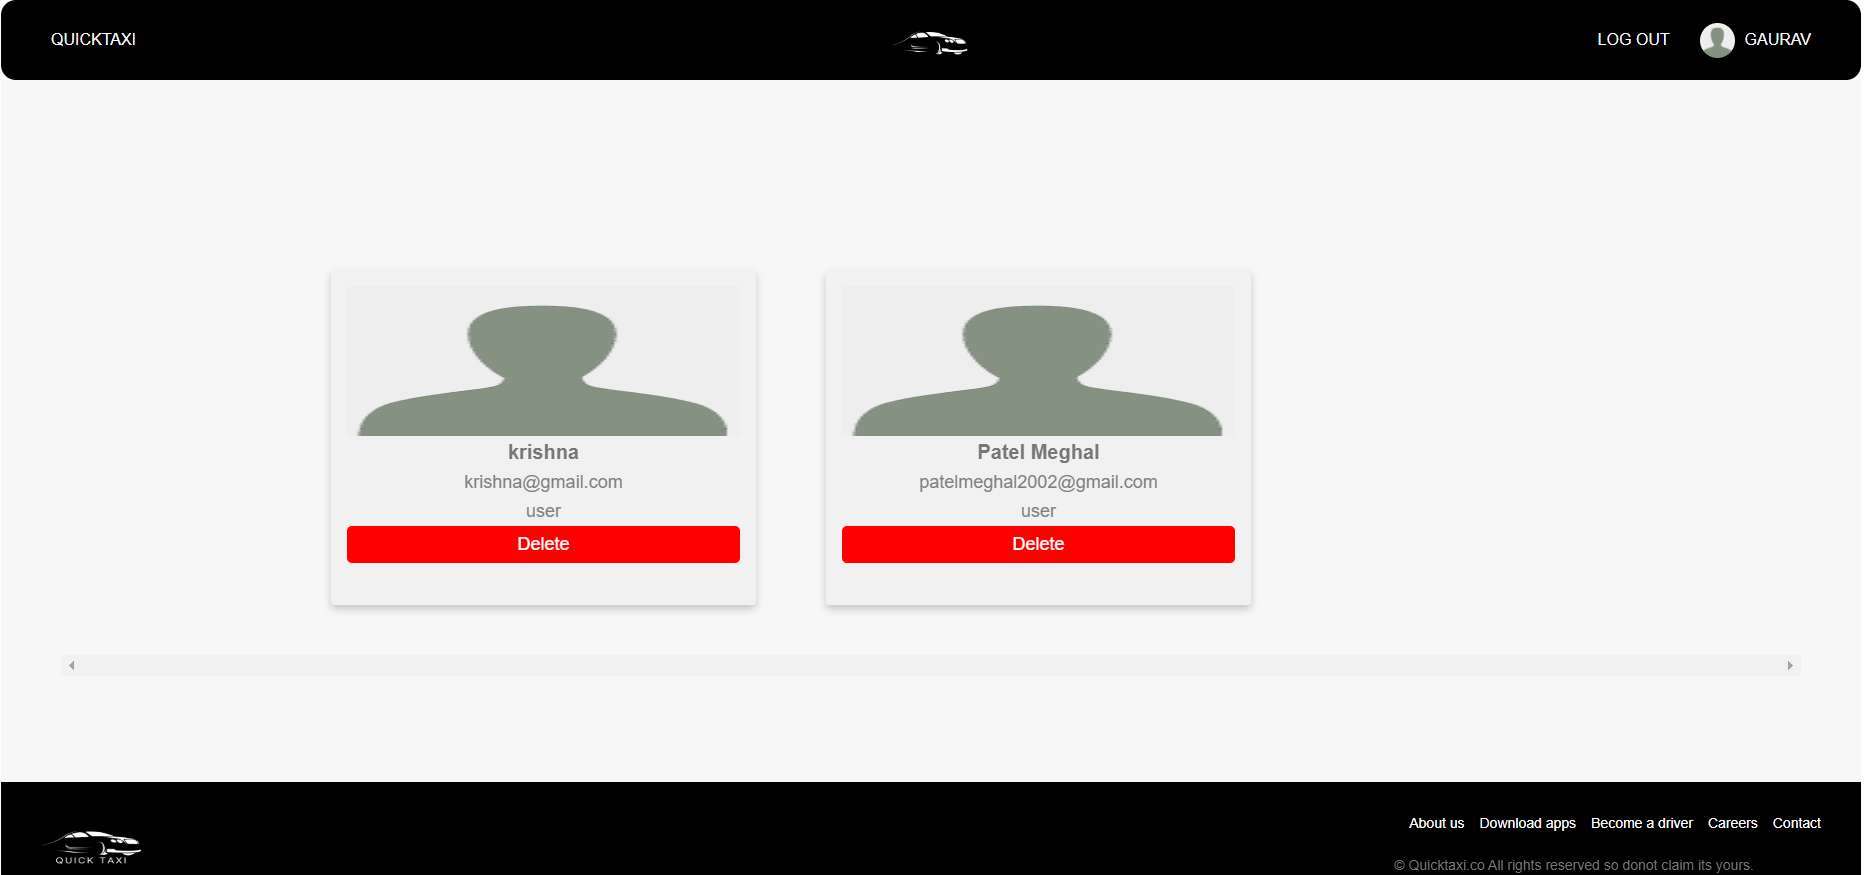 QUICKTAXI
LOG OUT
GAURAV
krishna
krishna@gmail.com
user
Delete
Patel Meghal
patelmeghal2002@gmail.com
user
Delete
QUICK TAXI
About us Download apps Become a driver Careers Contact
© Quicktaxi.co All rights reserved so donot claim its yours.